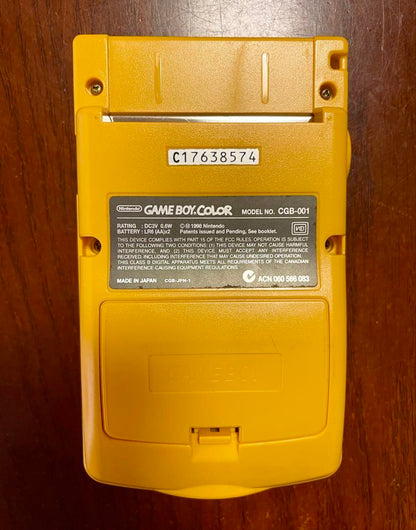 C17638574
Nintendo GAME BOY COLOR MODEL NO. CGB-001
RATING : DC3V 0.6W C-Ⓜ 1998 Nintendo
BATTERY : LR6 (AA)x2 Patents issued and Pending, See booklet.
THIS DEVICE COMPLIES WITH PART 15 OF THE FCC RULES. OPERATION IS SUBJECT
TO THE FOLLOWING TWO CONDITIONS: (1) THIS DEVICE MAY NOT CAUSE HARMFUL
INTERFERENCE, AND (2) THIS DEVICE MUST ACCEPT ANY INTERFERENCE
RECEIVED, INCLUDING INTERFERENCE THAT MAY CAUSE UNDESIRED OPERATION.
THIS CLASS B DIGITAL APPARATUS MEETS ALL REQUIREMENTS OF THE CANADIAN
INTERFERENCE CAUSING EQUIPMENT REGULATIONS.
MADE IN JAPAN CGB-JPN-1 ACN 060 566 083
GAME BOY